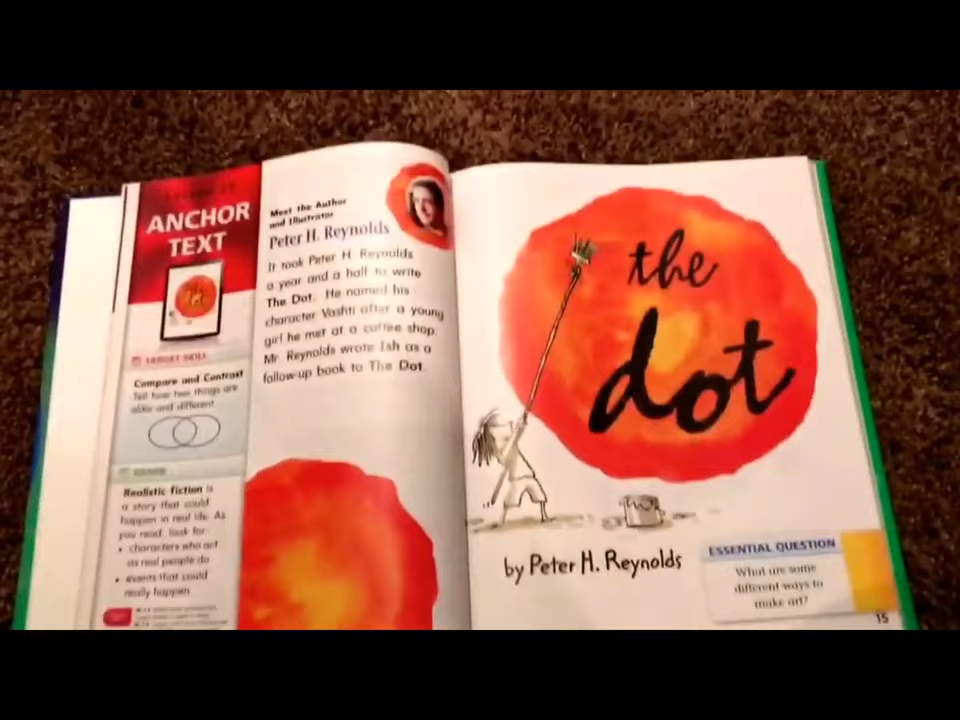 ANCHOR
TEXT
TARGET SKILL
Compare and Contrast
Tell how two things are
alike and different.
GENRE
Realistic fiction is
a story that could
happen in real life. As
you read, look for:
• characters who act
as real people do
• events that could
really happen
Meet the Author
and Illustrator
Peter H. Reynolds
It took Peter H. Reynolds
a year and a half to write
The Dot. He named his
character Vashti after a young
girl he met at a coffee shop.
Mr. Reynolds wrote Ish as a
follow-up book to The Dot.
the
dot
by Peter H. Reynolds
ESSENTIAL QUESTION
What are some
different ways to
make art?
15